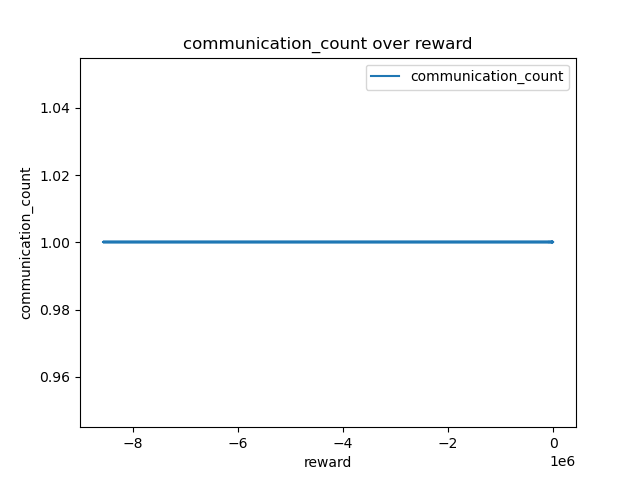 communication_count over reward
communication_count
1.04
1.02
1.00
0.98
0.96
communication_count
−8
−6
−4
−2
0
1e6
reward